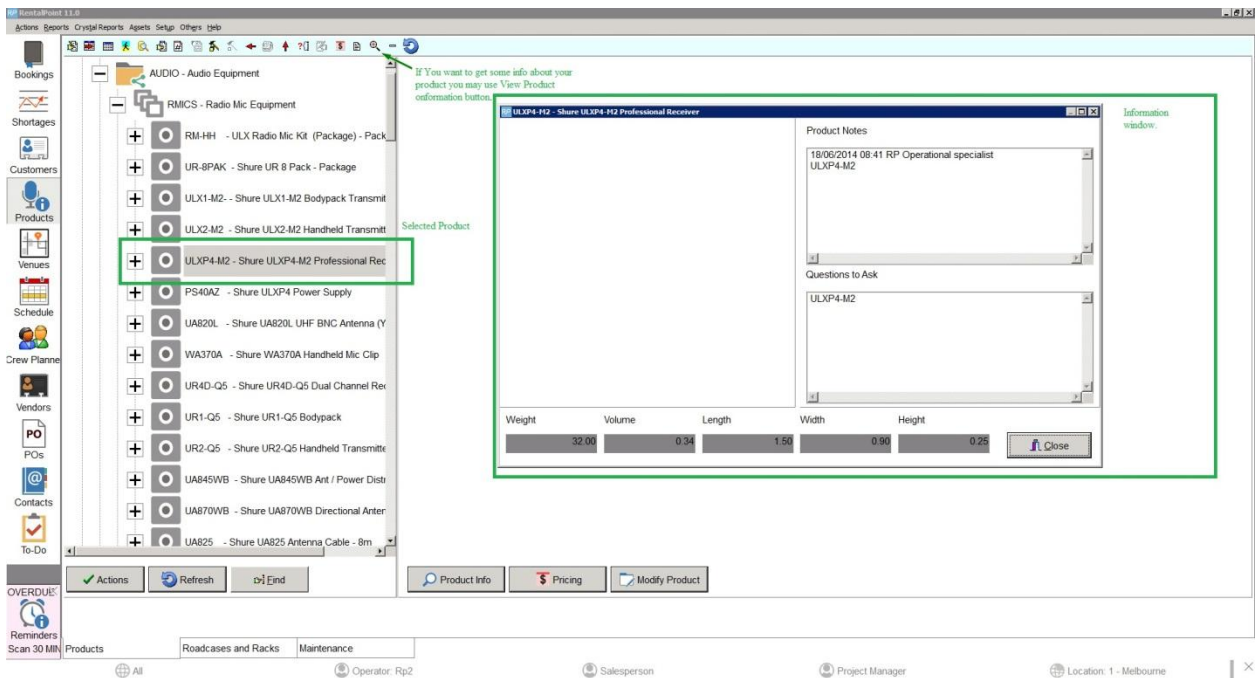 RentalPoint 11.0
Actions Reports Crystal Reports Assets Setup Others Help
Bookings
Shortages
Customers
Products
Venues
Schedule
Crew Planne
Vendors
PO
POs
Contacts
To-Do
OVERDUE
Reminders
Scan 30 MIN
AUDIO - Audio Equipment
RMICS - Radio Mic Equipment
RM-HH - ULX Radio Mic Kit (Package) - Pack
UR-8PAK - Shure UR 8 Pack - Package
ULX1-M2- - Shure ULX1-M2 Bodypack Transmit
ULX2-M2 - Shure ULX2-M2 Handheld Transmitt
ULXP4-M2 - Shure ULXP4-M2 Professional Rec
PS40AZ - Shure ULXP4 Power Supply
UA820L - Shure UA820L UHF BNC Antenna (Y
WA370A - Shure WA370A Handheld Mic Clip
UR4D-Q5 - Shure UR4D-Q5 Dual Channel Rec
UR1-Q5 - Shure UR1-Q5 Bodypack
UR2-Q5 - Shure UR2-Q5 Handheld Transmitte
UA845WB - Shure UA845WB Ant / Power Distr
UA870WB - Shure UA870WB Directional Anten
UA825 - Shure UA825 Antenna Cable - 8m
Actions
Refresh
Find
If You want to get some info about your
product you may use View Product
onformation button.
Selected Product
ULXP4-M2 - Shure ULXP4-M2 Professional Receiver
Product Notes
18/06/2014 08:41 RP Operational specialist
ULXP4-M2
Questions to Ask
ULXP4-M2
Weight Volume Length Width Height
32.00 0.34 1.50 0.90 0.25
Close
Information
window.
Product Info
Pricing
Modify Product
Products Roadcases and Racks Maintenance
All
Operator: Rp2
Salesperson
Project Manager
Location: 1 - Melbourne